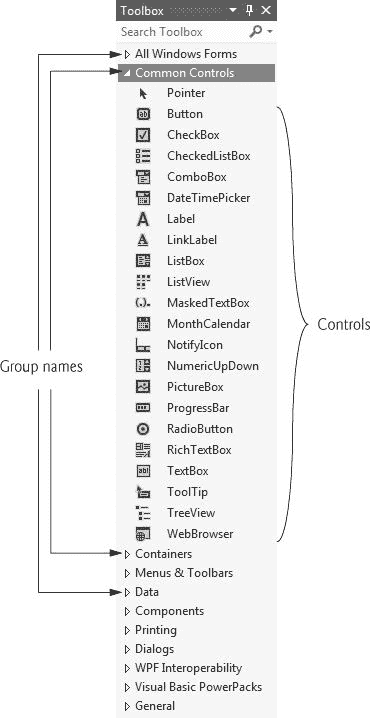 Toolbox
Search Toolbox
All Windows Forms
Common Controls
Pointer
Button
CheckBox
CheckedListBox
ComboBox
DateTimePicker
Label
LinkLabel
ListBox
ListView
MaskedTextBox
MonthCalendar
NotifyIcon
NumericUpDown
PictureBox
ProgressBar
RadioButton
RichTextBox
TextBox
ToolTip
TreeView
WebBrowser
Containers
Menus & Toolbars
Data
Components
Printing
Dialogs
WPF Interoperability
Visual Basic PowerPacks
General
Group names
Controls